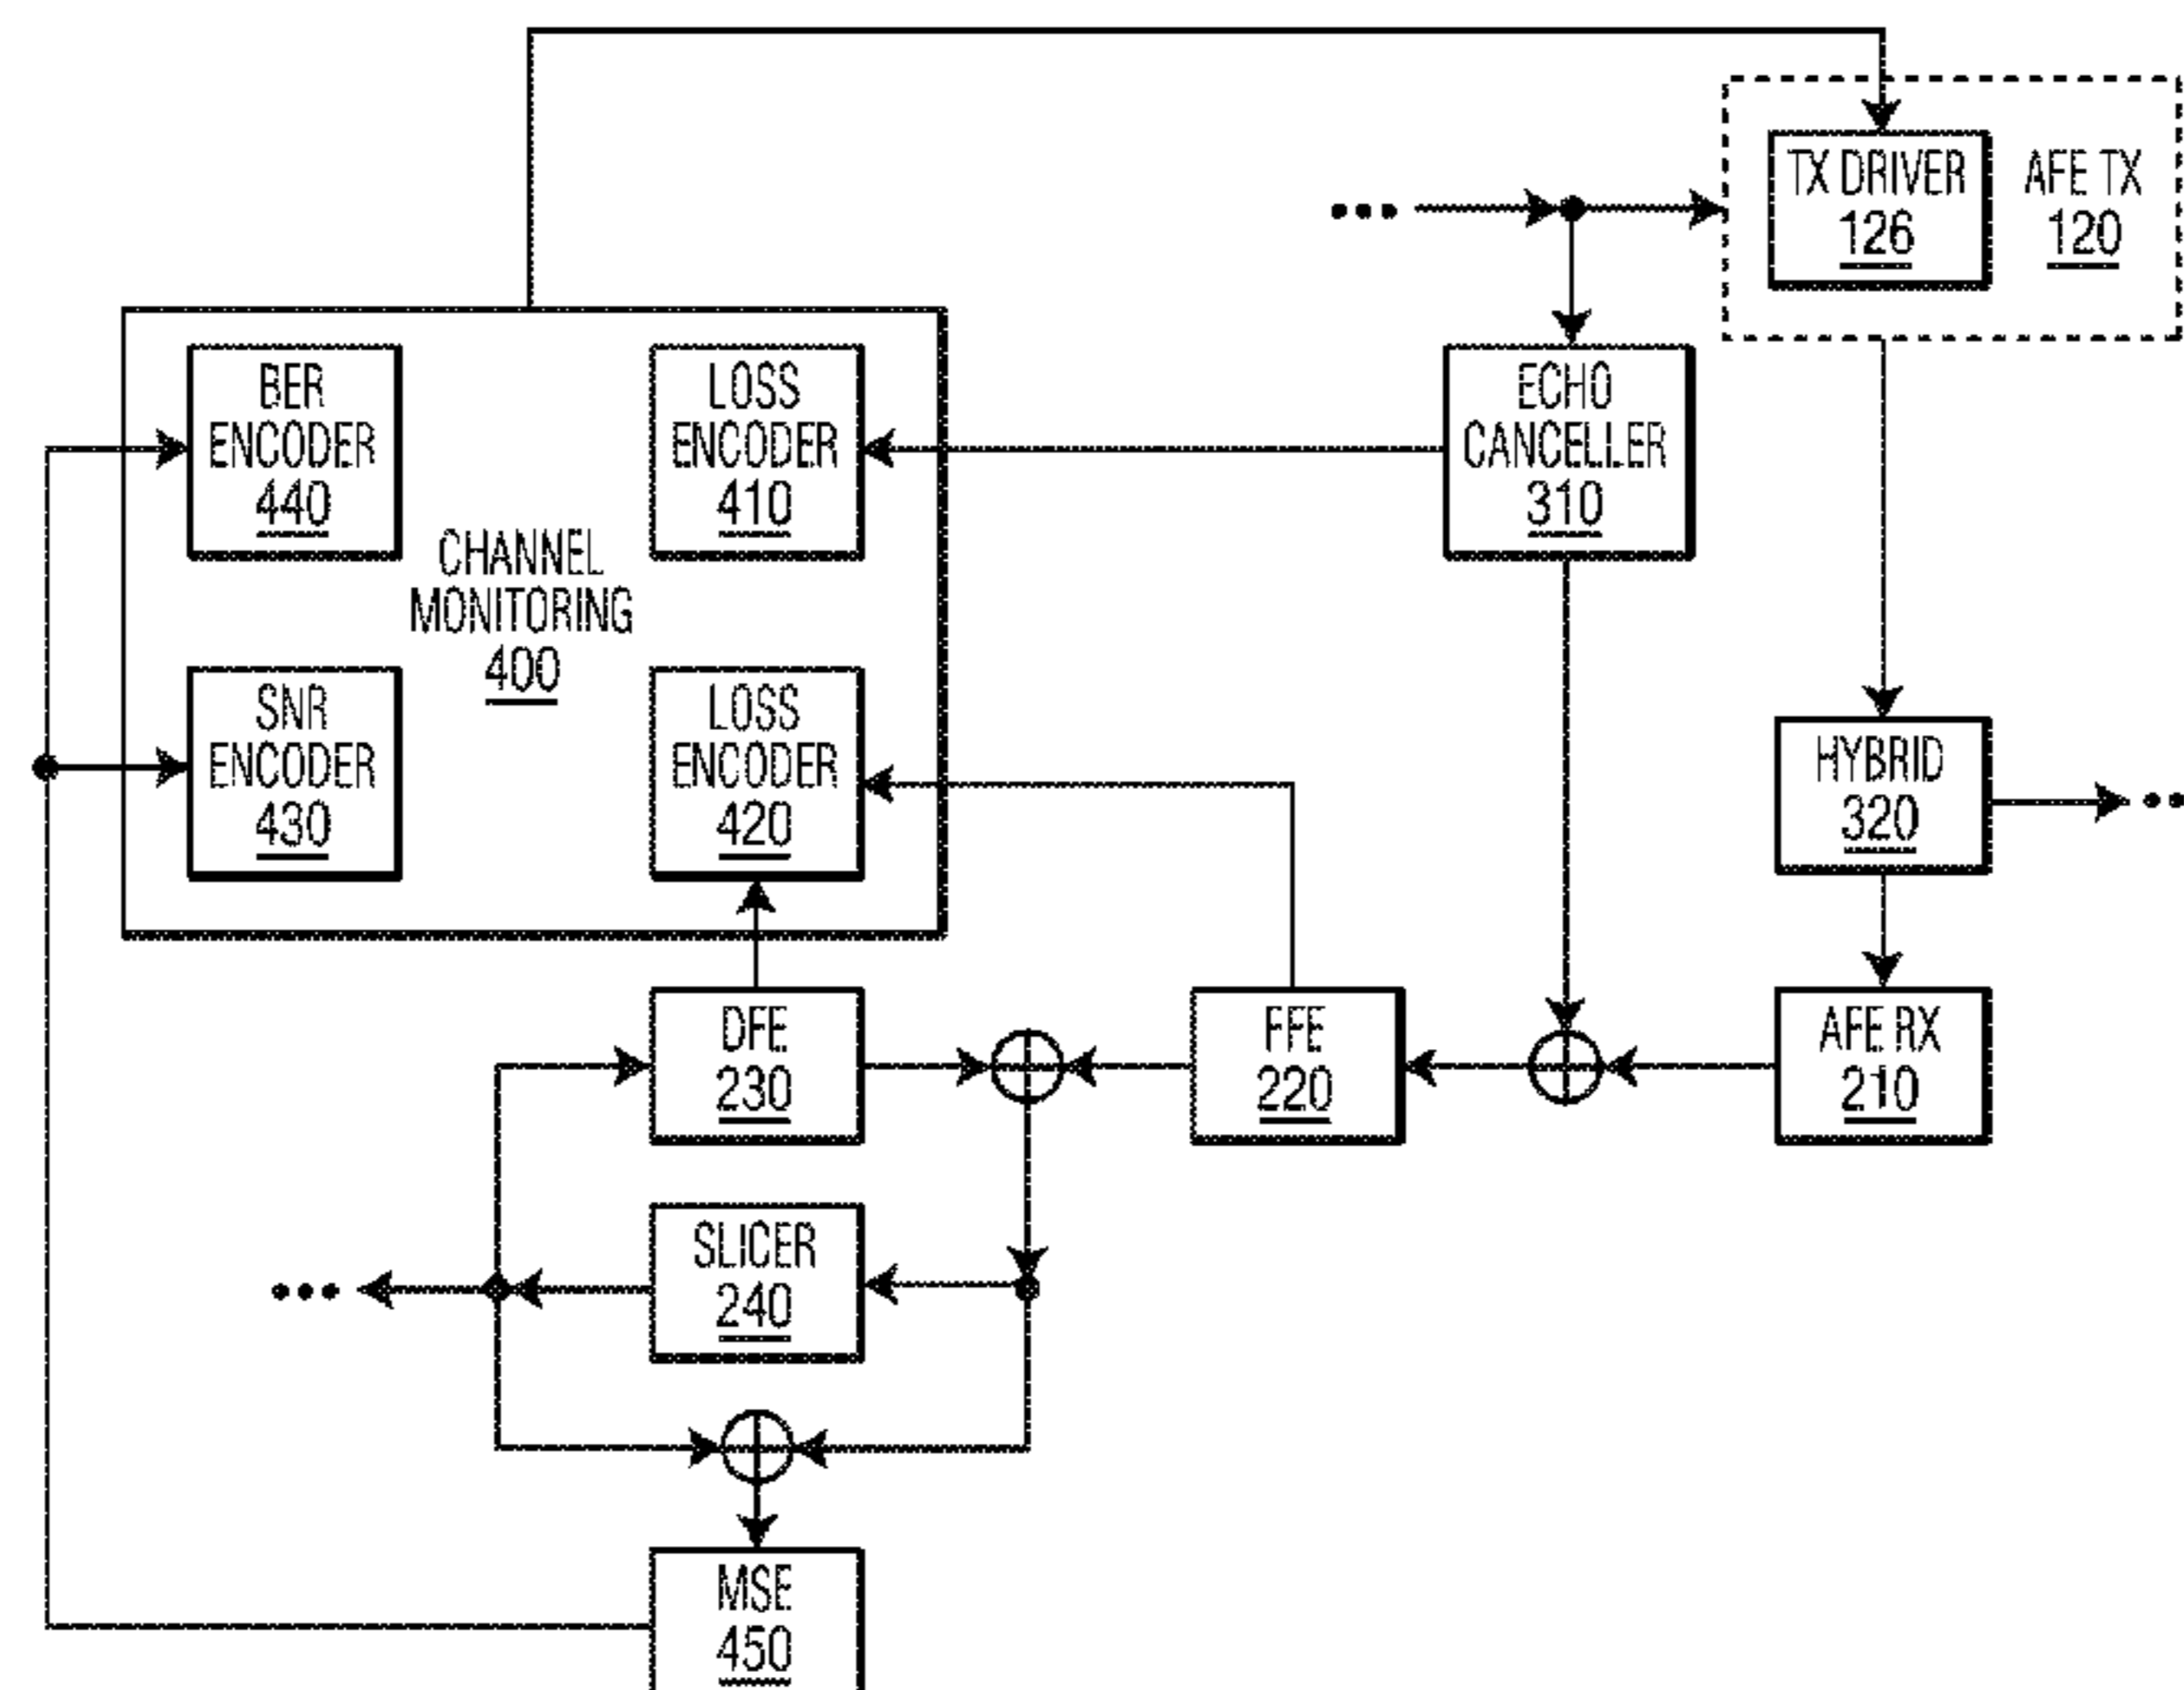 TX DRIVER
126
AFE TX
120
BER
ENCODER
440
LOSS
ENCODER
410
ECHO
CANCELLER
310
CHANNEL
MONITORING
400
SNR
ENCODER
430
LOSS
ENCODER
420
HYBRID
320
DFE
230
FFE
220
AFE RX
210
SLICER
240
MSE
450